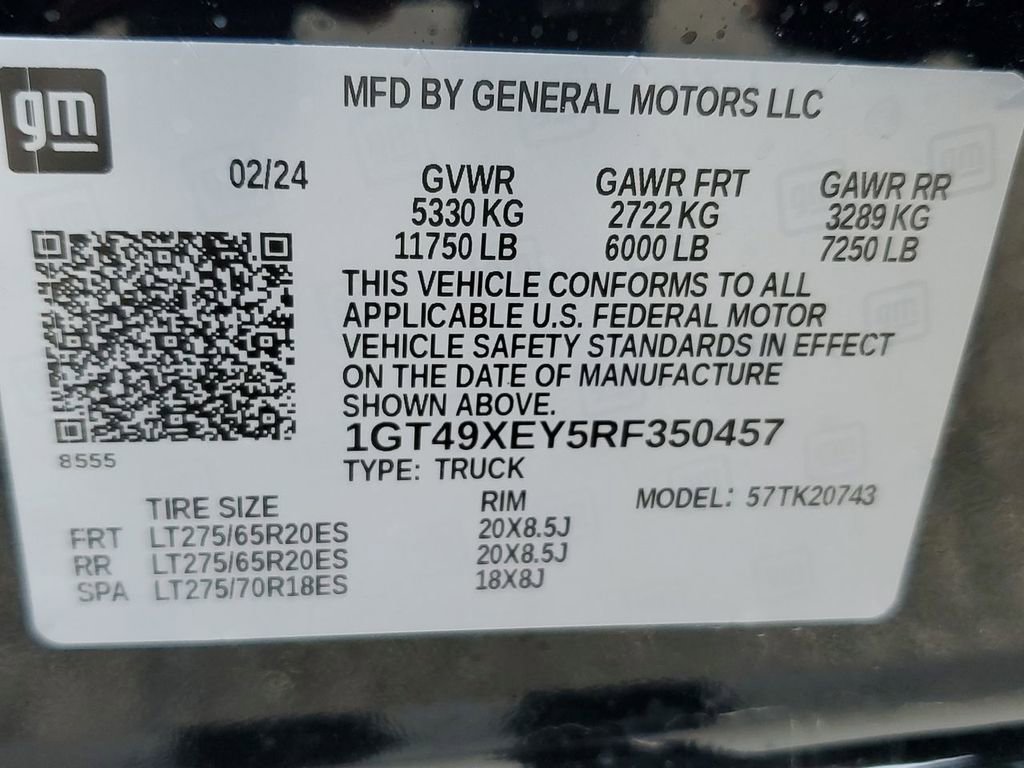 gm
MFD BY GENERAL MOTORS LLC
02/24 GVWR GAWR FRT GAWR RR
5330 KG 2722 KG 3289 KG
11750 LB 6000 LB 7250 LB
THIS VEHICLE CONFORMS TO ALL
APPLICABLE U.S. FEDERAL MOTOR
VEHICLE SAFETY STANDARDS IN EFFECT
ON THE DATE OF MANUFACTURE
SHOWN ABOVE.
1GT49XEY5RF350457
8555
TYPE: TRUCK
TIRE SIZE RIM MODEL: 57TK20743
FRT LT275/65R20ES 20X8.5J
RR LT275/65R20ES 20X8.5J
SPA LT275/70R18ES 18X8J